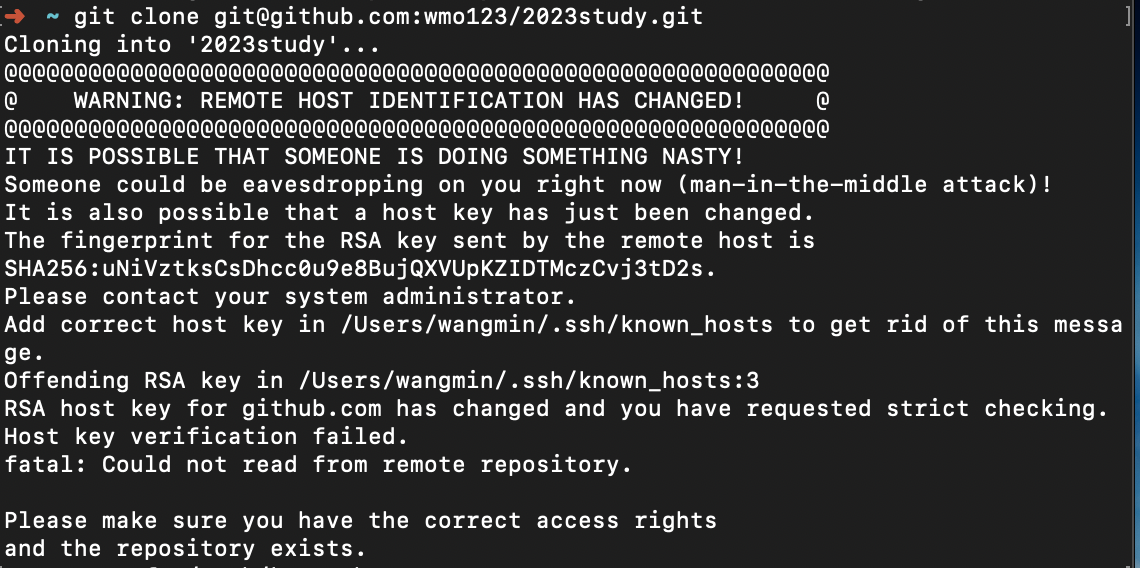 ➜  ~ git clone git@github.com:wmo123/2023study.git
Cloning into '2023study'...
@@@@@@@@@@@@@@@@@@@@@@@@@@@@@@@@@@@@@@@@@@@@@@@@@@@@@@@@@@@
@    WARNING: REMOTE HOST IDENTIFICATION HAS CHANGED!     @
@@@@@@@@@@@@@@@@@@@@@@@@@@@@@@@@@@@@@@@@@@@@@@@@@@@@@@@@@@@
IT IS POSSIBLE THAT SOMEONE IS DOING SOMETHING NASTY!
Someone could be eavesdropping on you right now (man-in-the-middle attack)!
It is also possible that a host key has just been changed.
The fingerprint for the RSA key sent by the remote host is
SHA256:uNiVztksCsDhcc0u9e8BujQXVUpKZIDTMczCvj3tD2s.
Please contact your system administrator.
Add correct host key in /Users/wangmin/.ssh/known_hosts to get rid of this messa
ge.
Offending RSA key in /Users/wangmin/.ssh/known_hosts:3
RSA host key for github.com has changed and you have requested strict checking.
Host key verification failed.
fatal: Could not read from remote repository.
Please make sure you have the correct access rights
and the repository exists.